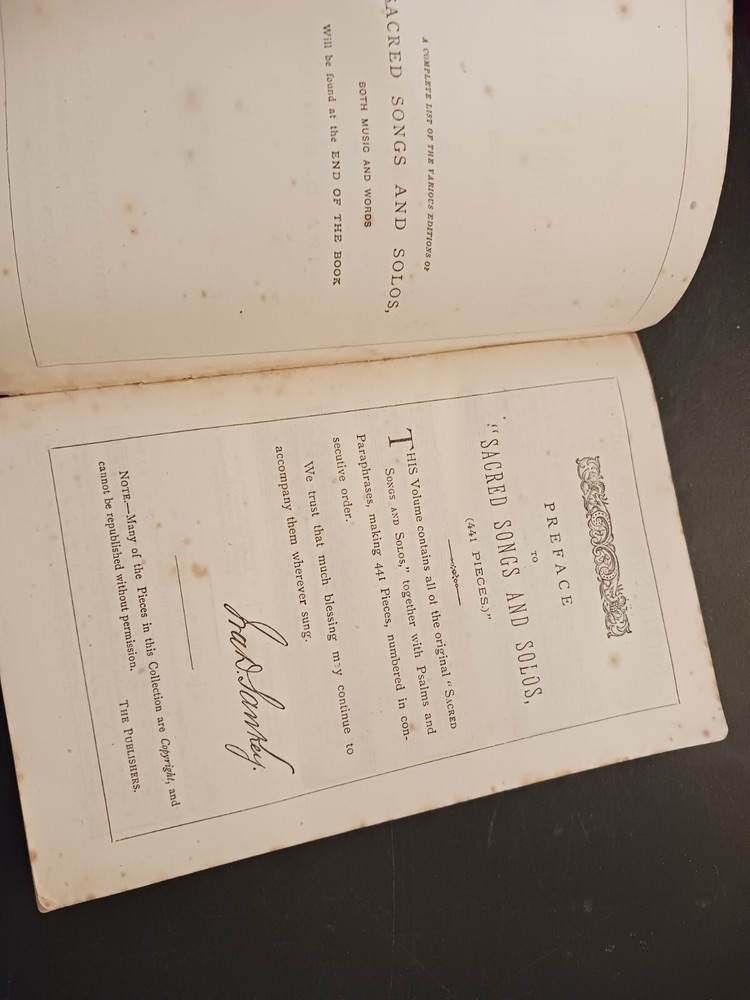 A COMPLETE LIST OF THE VARIOUS EDITIONS OF
SACRED SONGS AND SOLOS,
BOTH MUSIC AND WORDS
Will be found at the END OF THE BOOK
PREFACE
TO
"SACRED SONGS AND SOLOS,
(441 PIECES.)"
THIS Volume contains all of the original "SACRED
SONGS AND SOLOS," together with Psalms and
Paraphrases, making 441 Pieces, numbered in con-
secutive order.
We trust that much blessing may continue to
accompany them wherever sung.
Ira D. Sankey.
NOTE.—Many of the Pieces in this Collection are Copyright, and
cannot be republished without permission. THE PUBLISHERS.